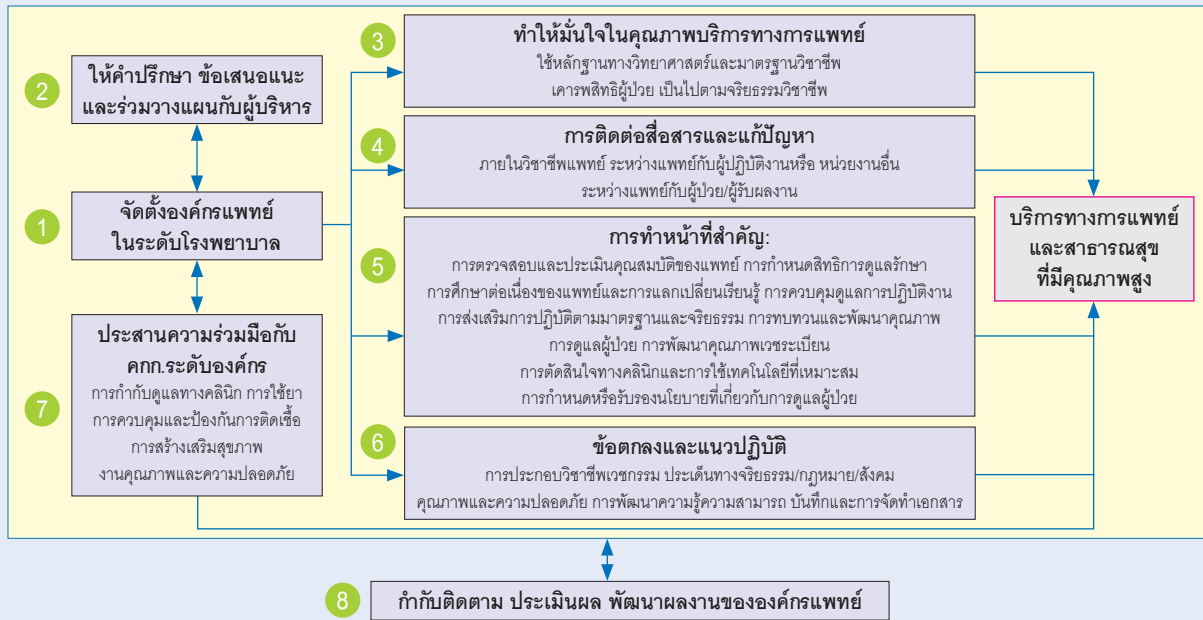 1
จัดตั้งองค์กรแพทย์
ในระดับโรงพยาบาล
2
ให้คำปรึกษา ข้อเสนอแนะ
และร่วมวางแผนกับผู้บริหาร
3
ทำให้มั่นใจในคุณภาพบริการทางการแพทย์
ใช้หลักฐานทางวิทยาศาสตร์และมาตรฐานวิชาชีพ
เคารพสิทธิผู้ป่วย เป็นไปตามจริยธรรมวิชาชีพ
4
การติดต่อสื่อสารและแก้ปัญหา
ภายในวิชาชีพแพทย์ ระหว่างแพทย์กับผู้ปฏิบัติงานหรือ หน่วยงานอื่น
ระหว่างแพทย์กับผู้ป่วย/ผู้รับผลงาน
5
การทำหน้าที่สำคัญ:
การตรวจสอบและประเมินคุณสมบัติของแพทย์ การกำหนดสิทธิการดูแลรักษา
การศึกษาต่อเนื่องของแพทย์และการแลกเปลี่ยนเรียนรู้ การควบคุมดูแลการปฏิบัติงาน
การส่งเสริมการปฏิบัติตามมาตรฐานและจริยธรรม การทบทวนและพัฒนาคุณภาพ
การดูแลผู้ป่วย การพัฒนาคุณภาพเวชระเบียน
การตัดสินใจทางคลินิกและการใช้เทคโนโลยีที่เหมาะสม
การกำหนดหรือรับรองนโยบายที่เกี่ยวกับการดูแลผู้ป่วย
6
ข้อตกลงและแนวปฏิบัติ
การประกอบวิชาชีพเวชกรรม ประเด็นทางจริยธรรม/กฎหมาย/สังคม
คุณภาพและความปลอดภัย การพัฒนาความรู้ความสามารถ บันทึกและการจัดทำเอกสาร
7
ประสานความร่วมมือกับ
คกก.ระดับองค์กร
การกำกับดูแลทางคลินิก การใช้ยา
การควบคุมและป้องกันการติดเชื้อ
การสร้างเสริมสุขภาพ
งานคุณภาพและความปลอดภัย
บริการทางการแพทย์
และสาธารณสุข
ที่มีคุณภาพสูง
8
กำกับติดตาม ประเมินผล พัฒนาผลงานขององค์กรแพทย์